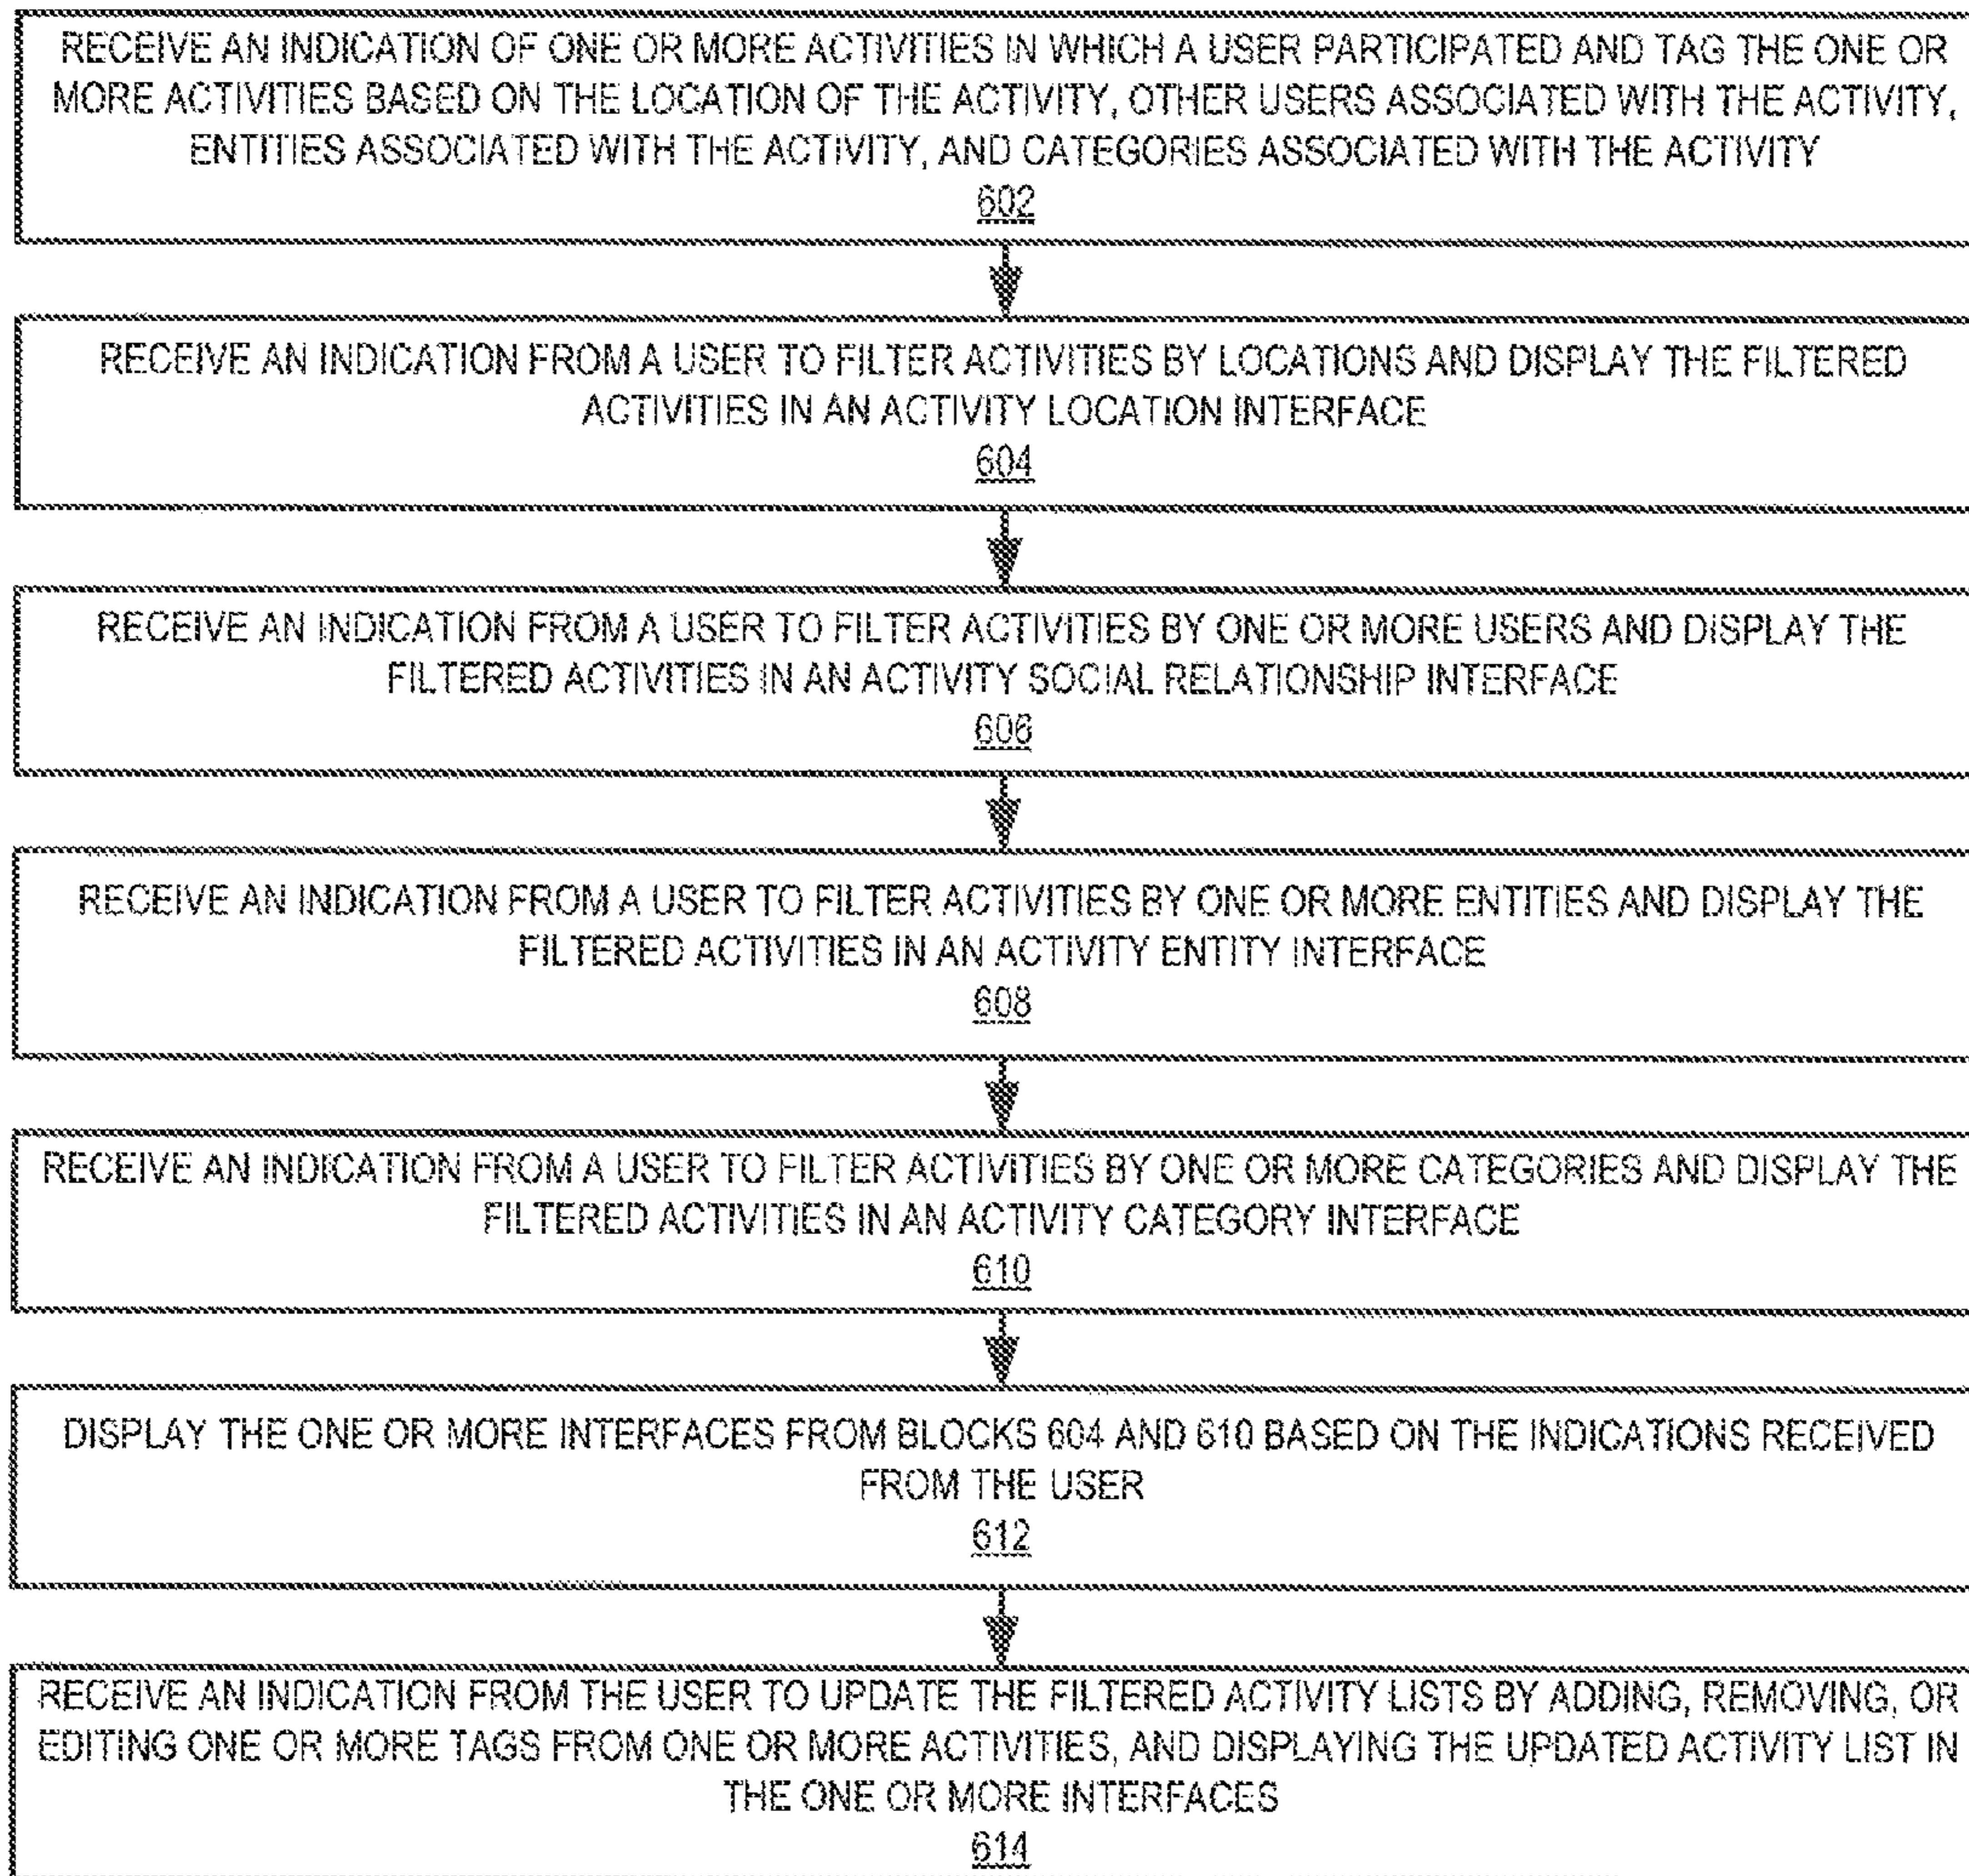 RECEIVE AN INDICATION OF ONE OR MORE ACTIVITIES IN WHICH A USER PARTICIPATED AND TAG THE ONE OR
MORE ACTIVITIES BASED ON THE LOCATION OF THE ACTIVITY, OTHER USERS ASSOCIATED WITH THE ACTIVITY,
ENTITIES ASSOCIATED WITH THE ACTIVITY, AND CATEGORIES ASSOCIATED WITH THE ACTIVITY
602
RECEIVE AN INDICATION FROM A USER TO FILTER ACTIVITIES BY LOCATIONS AND DISPLAY THE FILTERED
ACTIVITIES IN AN ACTIVITY LOCATION INTERFACE
604
RECEIVE AN INDICATION FROM A USER TO FILTER ACTIVITIES BY ONE OR MORE USERS AND DISPLAY THE
FILTERED ACTIVITIES IN AN ACTIVITY SOCIAL RELATIONSHIP INTERFACE
606
RECEIVE AN INDICATION FROM A USER TO FILTER ACTIVITIES BY ONE OR MORE ENTITIES AND DISPLAY THE
FILTERED ACTIVITIES IN AN ACTIVITY ENTITY INTERFACE
608
RECEIVE AN INDICATION FROM A USER TO FILTER ACTIVITIES BY ONE OR MORE CATEGORIES AND DISPLAY THE
FILTERED ACTIVITIES IN AN ACTIVITY CATEGORY INTERFACE
610
DISPLAY THE ONE OR MORE INTERFACES FROM BLOCKS 604 AND 610 BASED ON THE INDICATIONS RECEIVED
FROM THE USER
612
RECEIVE AN INDICATION FROM THE USER TO UPDATE THE FILTERED ACTIVITY LISTS BY ADDING, REMOVING, OR
EDITING ONE OR MORE TAGS FROM ONE OR MORE ACTIVITIES, AND DISPLAYING THE UPDATED ACTIVITY LIST IN
THE ONE OR MORE INTERFACES
614